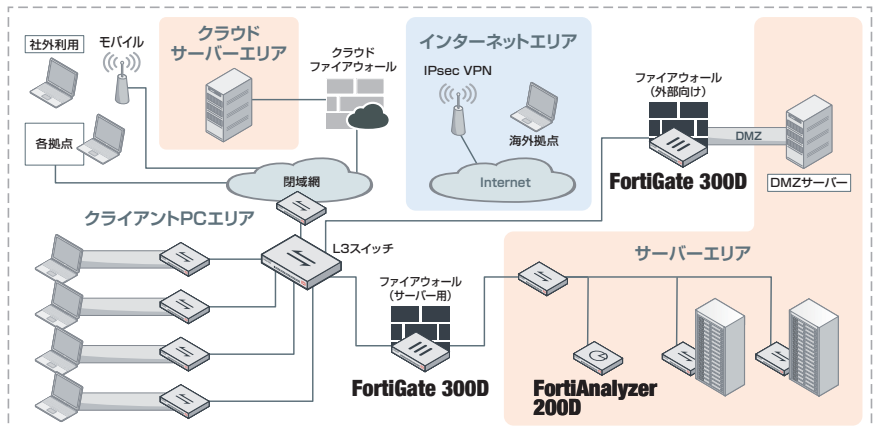 社外利用
モバイル
クラウド
サーバーエリア
クラウド
ファイアウォール
インターネットエリア
IPsec VPN
海外拠点
Internet
ファイアウォール
（外部向け）
DMZ
FortiGate 300D
DMZサーバー
各拠点
閉域網
クライアントPCエリア
L3スイッチ
ファイアウォール
（サーバー用）
FortiGate 300D
サーバーエリア
FortiAnalyzer
200D